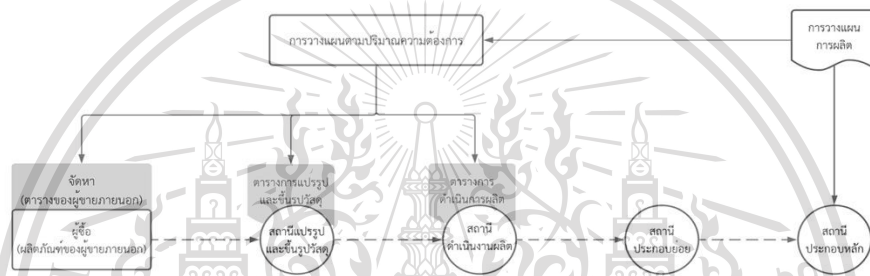 การวางแผนตามปริมาณความต้องการ
การวางแผน
การผลิต
จัดหา
(ตารางของผู้ขายภายนอก)
ตารางการแปรรูป
และขึ้นรูปวัสดุ
ตารางการ
ดำเนินการผลิต
ผู้ซื้อ
(ผลิตภัณฑ์ของผู้ขายภายนอก)
สถานีแปรรูป
และขึ้นรูปวัสดุ
สถานี
ดำเนินงานผลิต
สถานี
ประกอบย่อย
สถานี
ประกอบหลัก